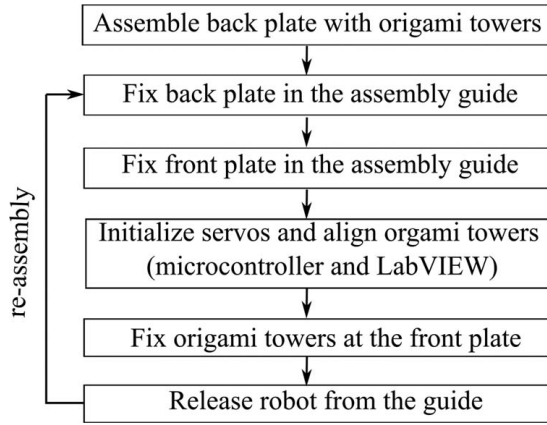 Assemble back plate with origami towers
Fix back plate in the assembly guide
Fix front plate in the assembly guide
Initialize servos and align orgami towers
(microcontroller and LabVIEW)
Fix origami towers at the front plate
Release robot from the guide
re-assembly